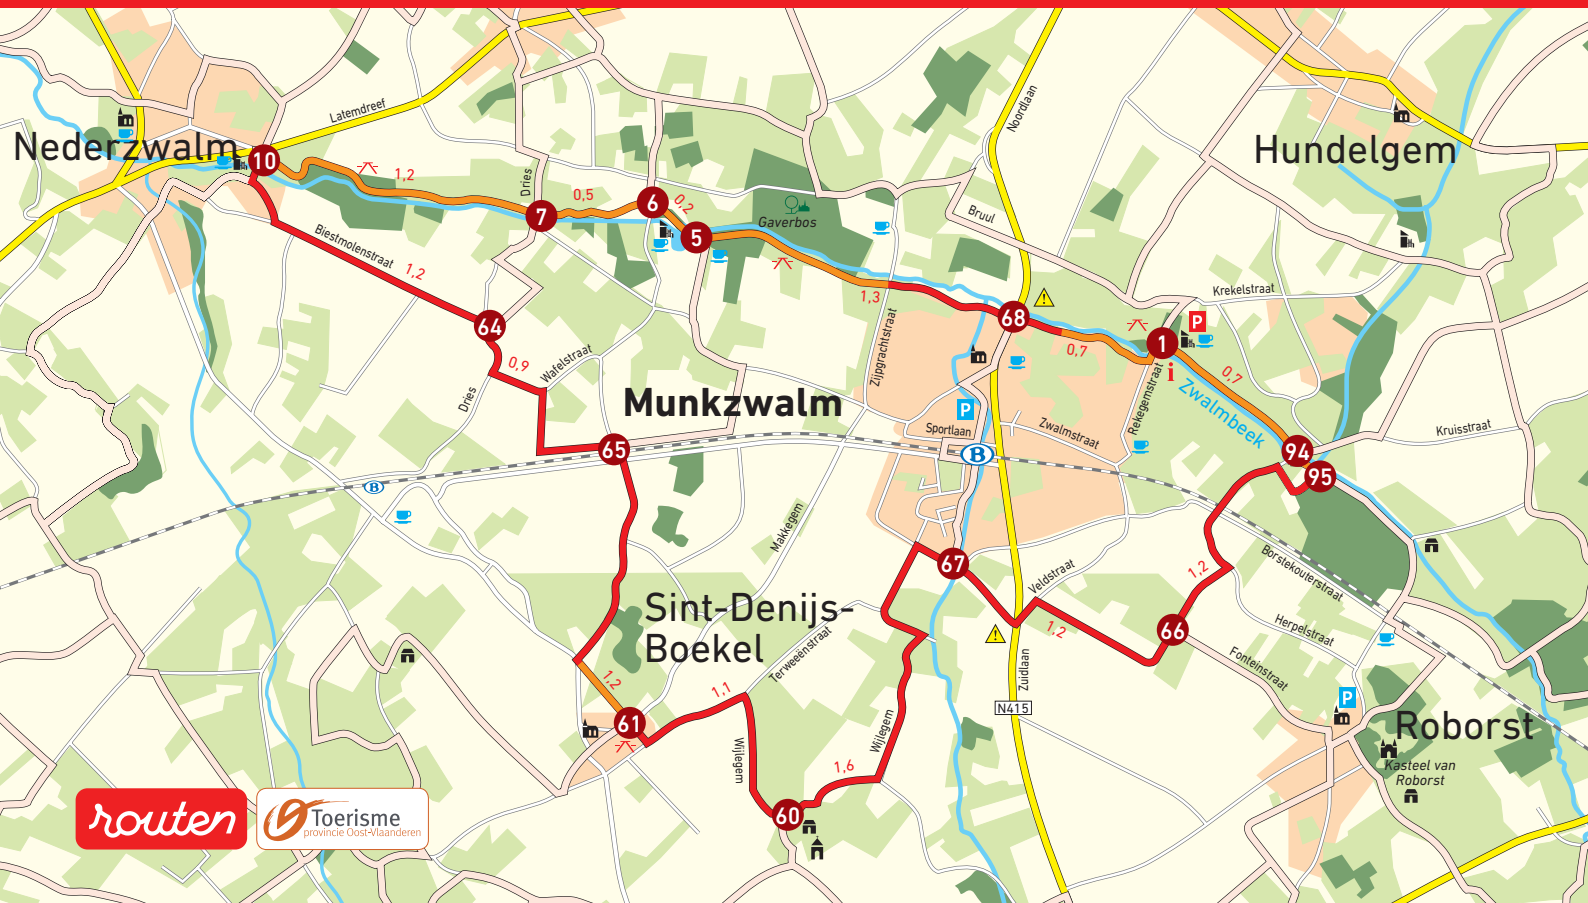 Latemdreef
Noordlaan
Nederzwalm
Hundelgem
10
1,2
Dries
0,5
6
0,2
7
5
Gaverbos
Bruul
Biestmolenstraat
1,2
1,3
Krekelstraat
64
68
P
1
0,7
i
0,7
0,9
Wafelstraat
Zijpgrachtstraat
Zwalmbeek
Dries
Munkzwalm
P
Rekegemstraat
Sportlaan
Zwalmstraat
Kruisstraat
65
B
94
95
B
Makkegem
67
Borstekouterstraat
Veldstraat
1,2
Sint-Denijs-
Boekel
Terweeënstraat
1,2
66
Herpelstraat
Fonteinstraat
Zuidlaan
1,2
1,1
P
N415
61
Roborst
Wijlegem
Wijlegem
1,6
Kasteel van
Roborst
60
routen
Toerisme
provincie Oost-Vlaanderen